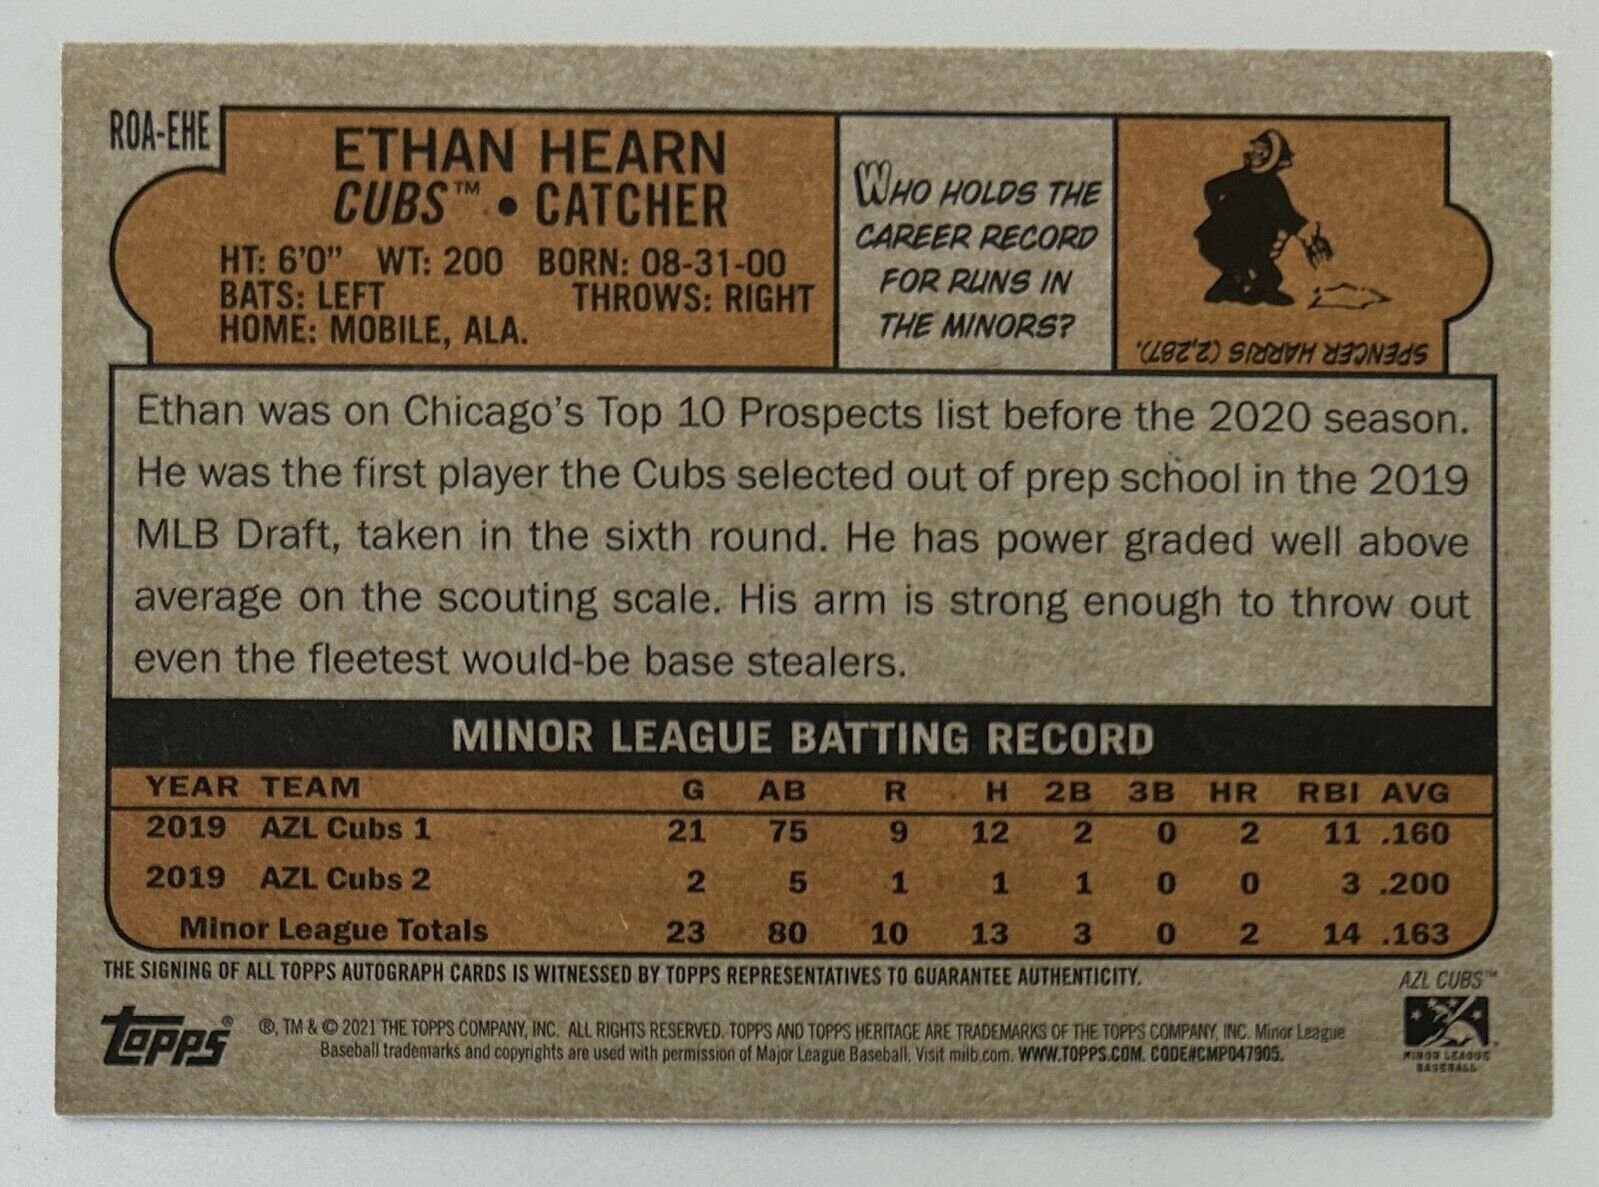 ROA-EHE
ETHAN HEARN
CUBS™ • CATCHER
HT: 6'0" WT: 200 BORN: 08-31-00
BATS: LEFT THROWS: RIGHT
HOME: MOBILE, ALA.
WHO HOLDS THE
CAREER RECORD
FOR RUNS IN
THE MINORS?
SPENCER HARRIS (2,287).
Ethan was on Chicago's Top 10 Prospects list before the 2020 season.
He was the first player the Cubs selected out of prep school in the 2019
MLB Draft, taken in the sixth round. He has power graded well above
average on the scouting scale. His arm is strong enough to throw out
even the fleetest would-be base stealers.
MINOR LEAGUE BATTING RECORD
YEAR TEAM G AB R H 2B 3B HR RBI AVG
2019 AZL Cubs 1 21 75 9 12 2 0 2 11 .160
2019 AZL Cubs 2 2 5 1 1 1 0 0 3 .200
Minor League Totals 23 80 10 13 3 0 2 14 .163
THE SIGNING OF ALL TOPPS AUTOGRAPH CARDS IS WITNESSED BY TOPPS REPRESENTATIVES TO GUARANTEE AUTHENTICITY.
AZL CUBS™
topps®
®, TM & © 2021 THE TOPPS COMPANY, INC. ALL RIGHTS RESERVED. TOPPS AND TOPPS HERITAGE ARE TRADEMARKS OF THE TOPPS COMPANY, INC. Minor League
Baseball trademarks and copyrights are used with permission of Major League Baseball. Visit milb.com. WWW.TOPPS.COM. CODE#CMP047905.
MINOR LEAGUE
BASEBALL